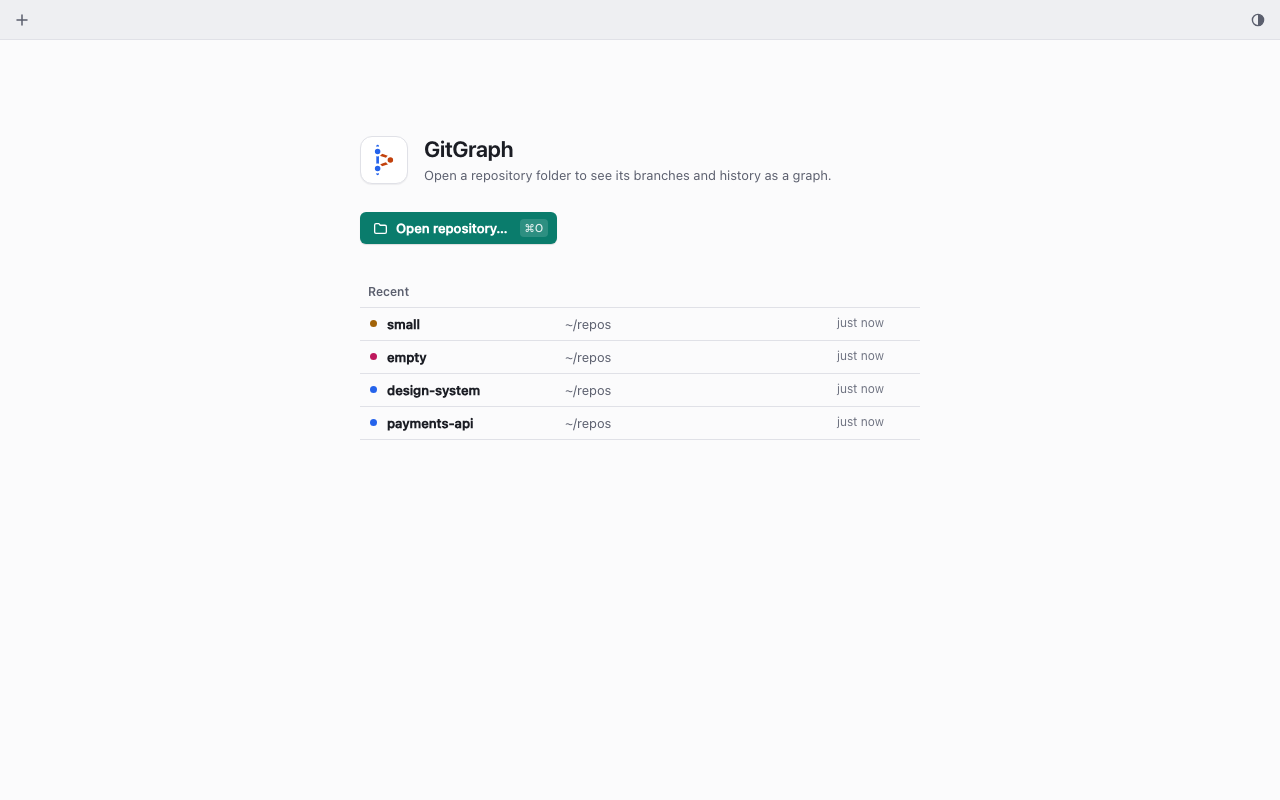 GitGraph
Open a repository folder to see its branches and history as a graph.
Open repository... ⌘O
Recent
small ~/repos just now
empty ~/repos just now
design-system ~/repos just now
payments-api ~/repos just now